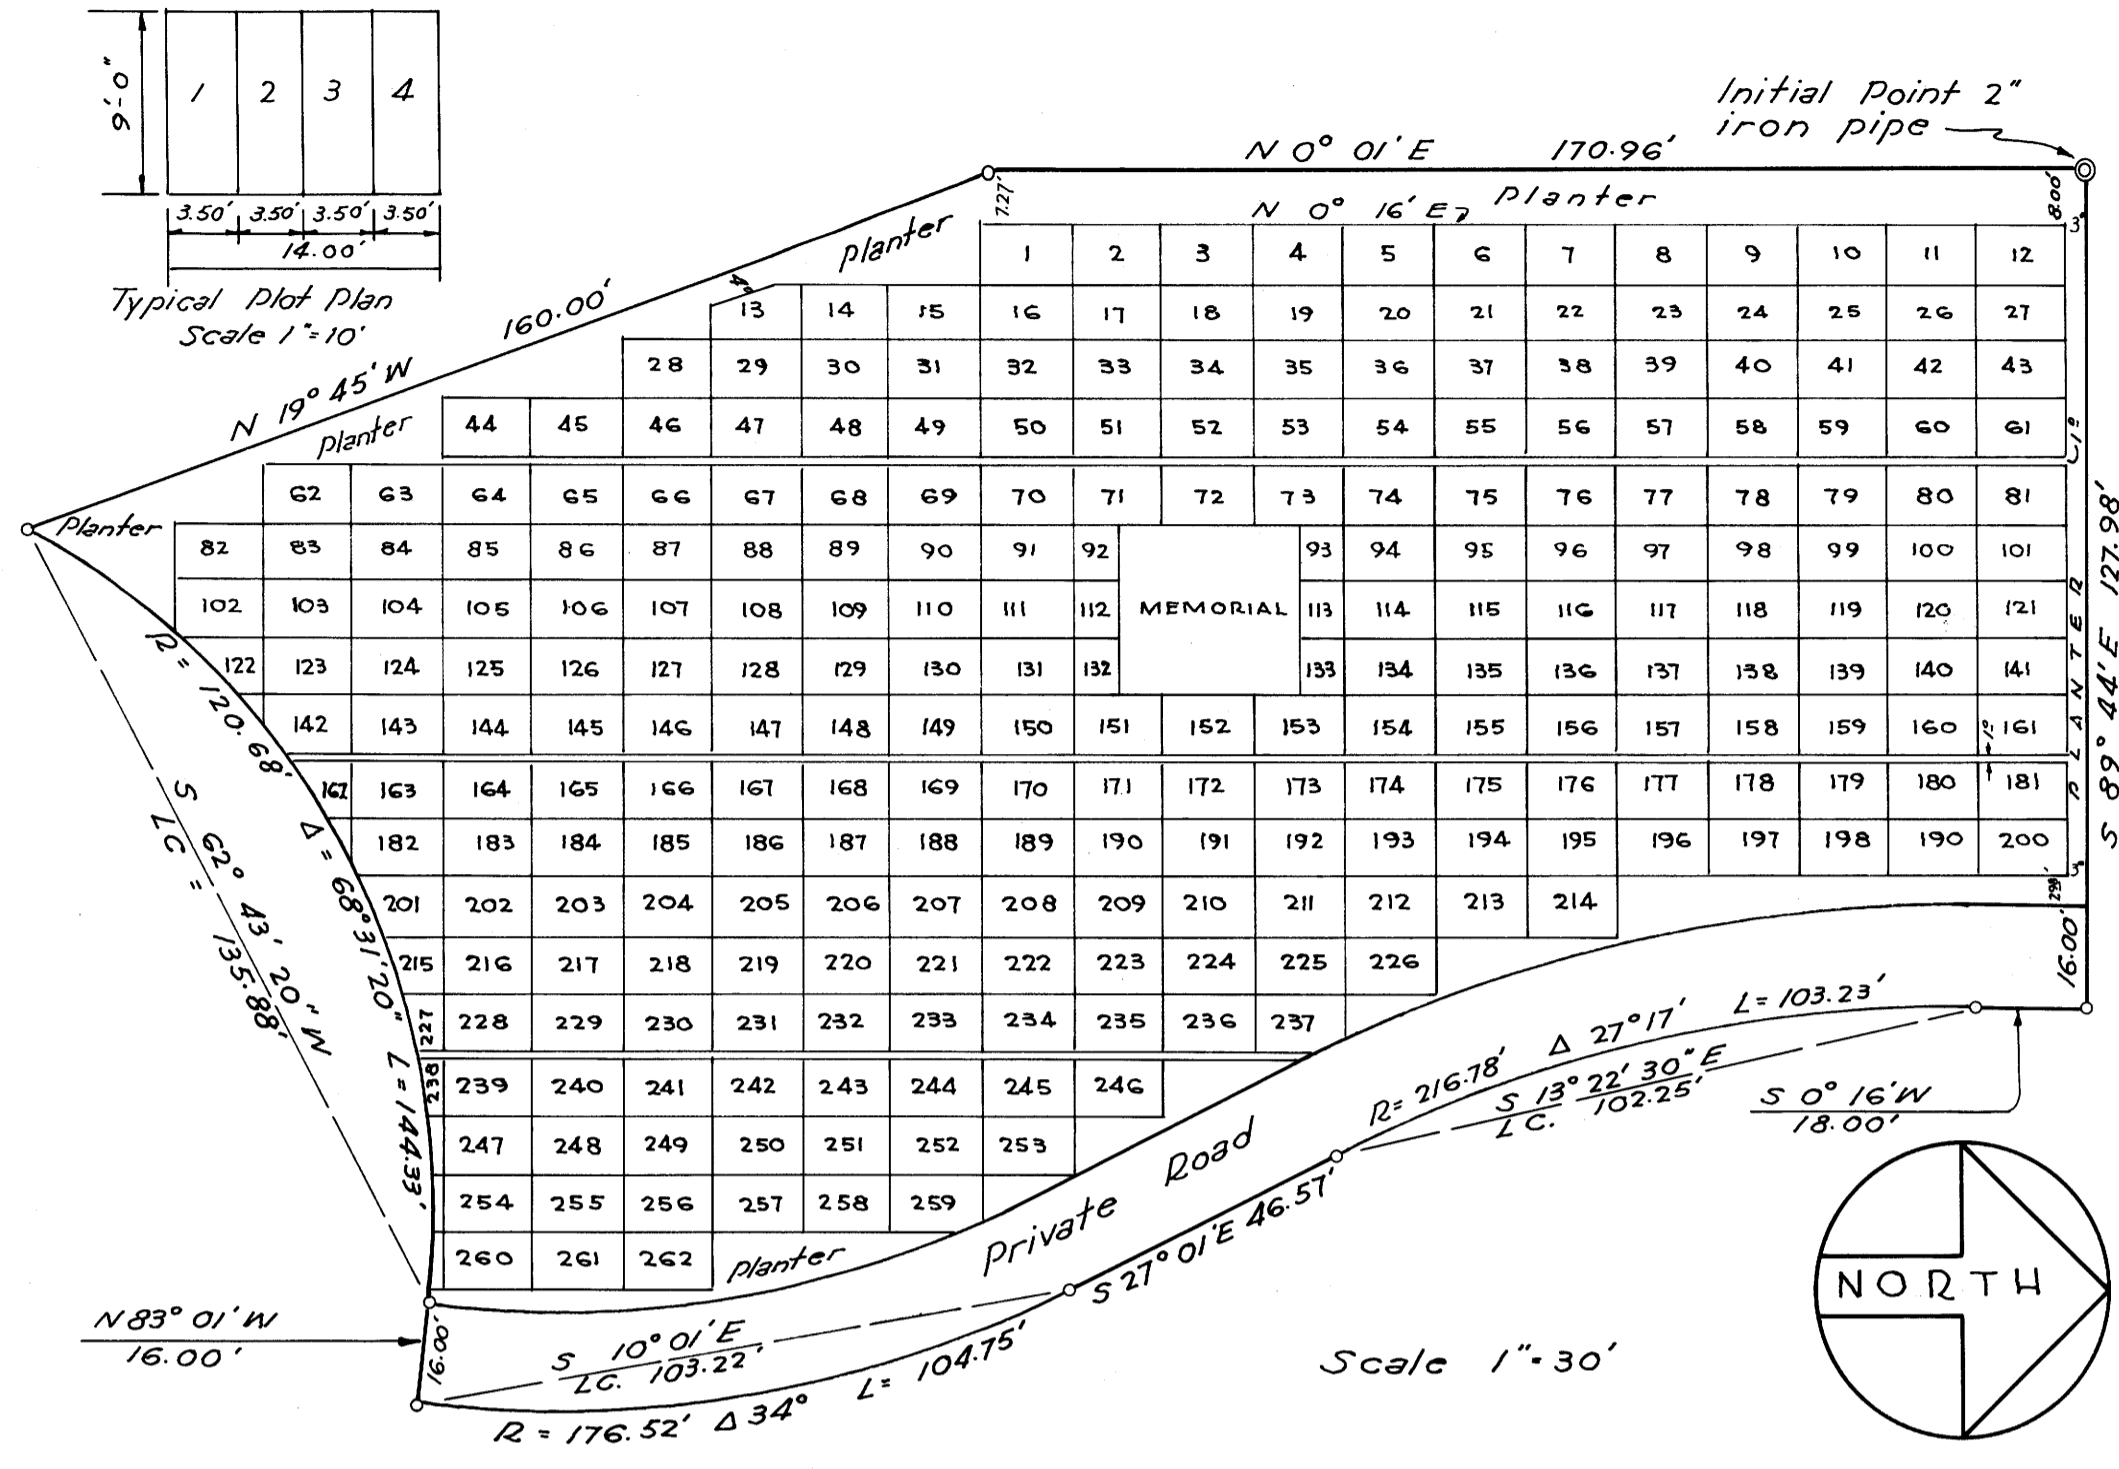 9'-0"
1 2 3 4
3.50' 3.50' 3.50' 3.50'
14.00'
Typical Plot Plan
Scale 1"=10'
Initial Point 2"
iron pipe
N 0° 01' E 170.96'
N 0° 16' E
Planter
7.27'
8.00'
3°
Planter
4°
160.00'
N 19° 45' W
Planter
Planter
1 2 3 4 5 6 7 8 9 10 11 12
13 14 15 16 17 18 19 20 21 22 23 24 25 26 27
28 29 30 31 32 33 34 35 36 37 38 39 40 41 42 43
44 45 46 47 48 49 50 51 52 53 54 55 56 57 58 59 60 61
1°
62 63 64 65 66 67 68 69 70 71 72 73 74 75 76 77 78 79 80 81
82 83 84 85 86 87 88 89 90 91 92 93 94 95 96 97 98 99 100 101
102 103 104 105 106 107 108 109 110 111 112 MEMORIAL 113 114 115 116 117 118 119 120 121
122 123 124 125 126 127 128 129 130 131 132 133 134 135 136 137 138 139 140 141
142 143 144 145 146 147 148 149 150 151 152 153 154 155 156 157 158 159 160 161
1°
162 163 164 165 166 167 168 169 170 171 172 173 174 175 176 177 178 179 180 181
182 183 184 185 186 187 188 189 190 191 192 193 194 195 196 197 198 190 200
3°
201 202 203 204 205 206 207 208 209 210 211 212 213 214
215 216 217 218 219 220 221 222 223 224 225 226
227 228 229 230 231 232 233 234 235 236 237
238 239 240 241 242 243 244 245 246
247 248 249 250 251 252 253
254 255 256 257 258 259
260 261 262 Planter
PLANTER
S 89° 44' E 127.98'
16.00'
R = 120.68' Δ = 68° 31' 20" L = 144.33'
S 62° 43' 20" W
LC = 135.88'
N 83° 01' W
16.00'
16.00'
S 10° 01' E
LC. 103.22'
R = 176.52' Δ 34° L = 104.75'
Private Road
S 27° 01' E 46.57'
R = 216.78' Δ 27° 17' L = 103.23'
S 13° 22' 30" E
LC. 102.25'
S 0° 16' W
18.00'
NORTH
Scale 1" = 30'